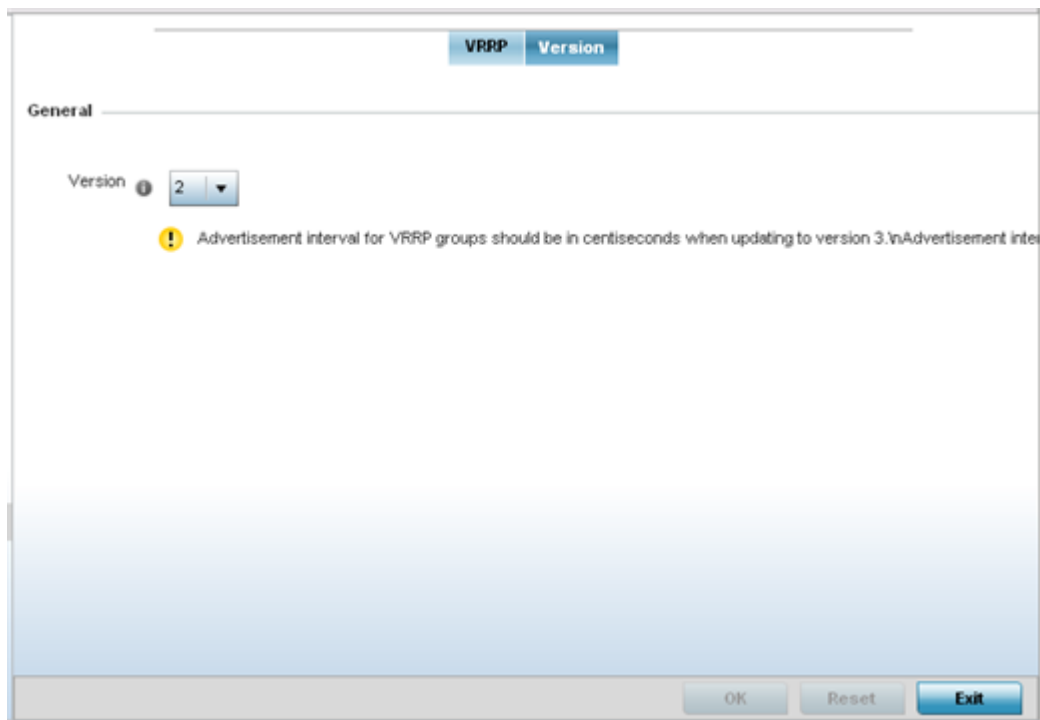 VRRP Version
General
Version 2
Advertisement interval for VRRP groups should be in centiseconds when updating to version 3.\nAdvertisement inter
OK Reset Exit